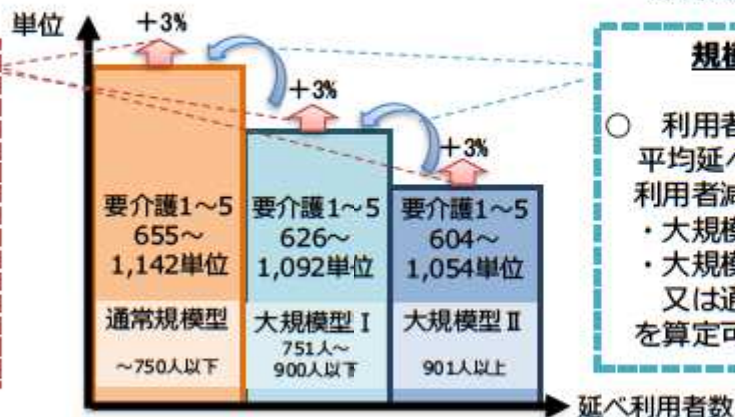 単位
+3%
+3%
+3%
要介護1～5
655～
1,142単位
通常規模型
～750人以下
要介護1～5
626～
1,092単位
大規模型Ⅰ
751人～
900人以下
要介護1～5
604～
1,054単位
大規模型Ⅱ
901人以上
延べ利用者数
規模
○ 利用者
平均延べ
利用者減
・大規模
・大規模
又は通
を算定可